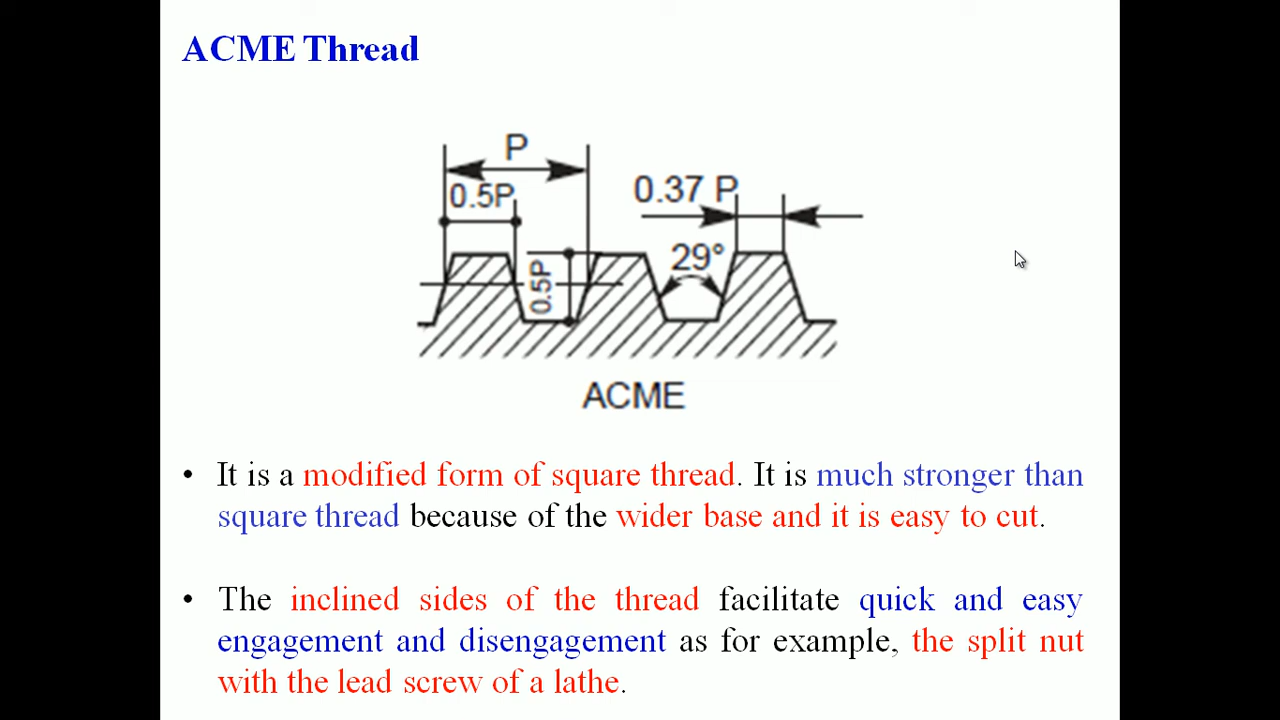 ACME Thread
P
0.5P
0.37 P
29°
0.5P
ACME
• It is a modified form of square thread. It is much stronger than
square thread because of the wider base and it is easy to cut.
• The inclined sides of the thread facilitate quick and easy
engagement and disengagement as for example, the split nut
with the lead screw of a lathe.